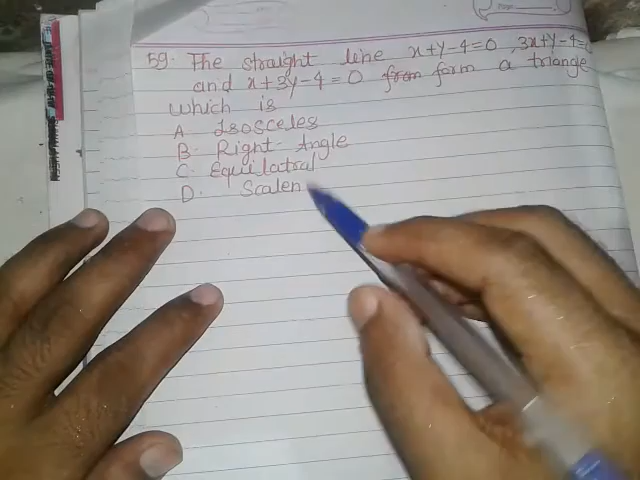 59. The straight line x+y-4=0, 3x+y-4=0
and x+3y-4=0 from form a triangle
which is
A Isosceles
B. Right Angle
C. Equilatral
D. Scalen